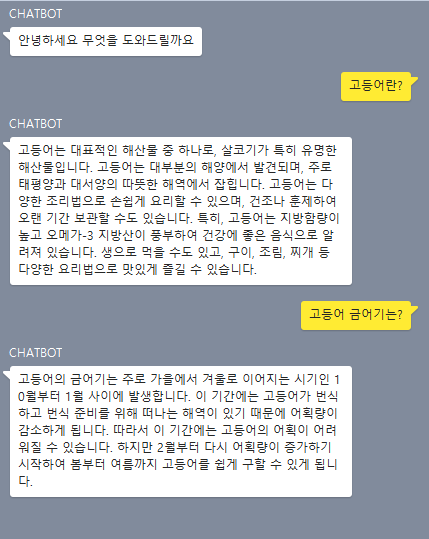 CHATBOT
안녕하세요 무엇을 도와드릴까요
고등어란?
CHATBOT
고등어는 대표적인 해산물 중 하나로, 살코기가 특히 유명한
해산물입니다. 고등어는 대부분의 해양에서 발견되며, 주로
태평양과 대서양의 따뜻한 해역에서 잡힙니다. 고등어는 다
양한 조리법으로 손쉽게 요리할 수 있으며, 건조나 훈제하여
오랜 기간 보관할 수도 있습니다. 특히, 고등어는 지방함량이
높고 오메가-3 지방산이 풍부하여 건강에 좋은 음식으로 알
려져 있습니다. 생으로 먹을 수도 있고, 구이, 조림, 찌개 등
다양한 요리법으로 맛있게 즐길 수 있습니다.
고등어 금어기는?
CHATBOT
고등어의 금어기는 주로 가을에서 겨울로 이어지는 시기인 1
0월부터 1월 사이에 발생합니다. 이 기간에는 고등어가 번식
하고 번식 준비를 위해 떠나는 해역이 있기 때문에 어획량이
감소하게 됩니다. 따라서 이 기간에는 고등어의 어획이 어려
워질 수 있습니다. 하지만 2월부터 다시 어획량이 증가하기
시작하여 봄부터 여름까지 고등어를 쉽게 구할 수 있게 됩니
다.